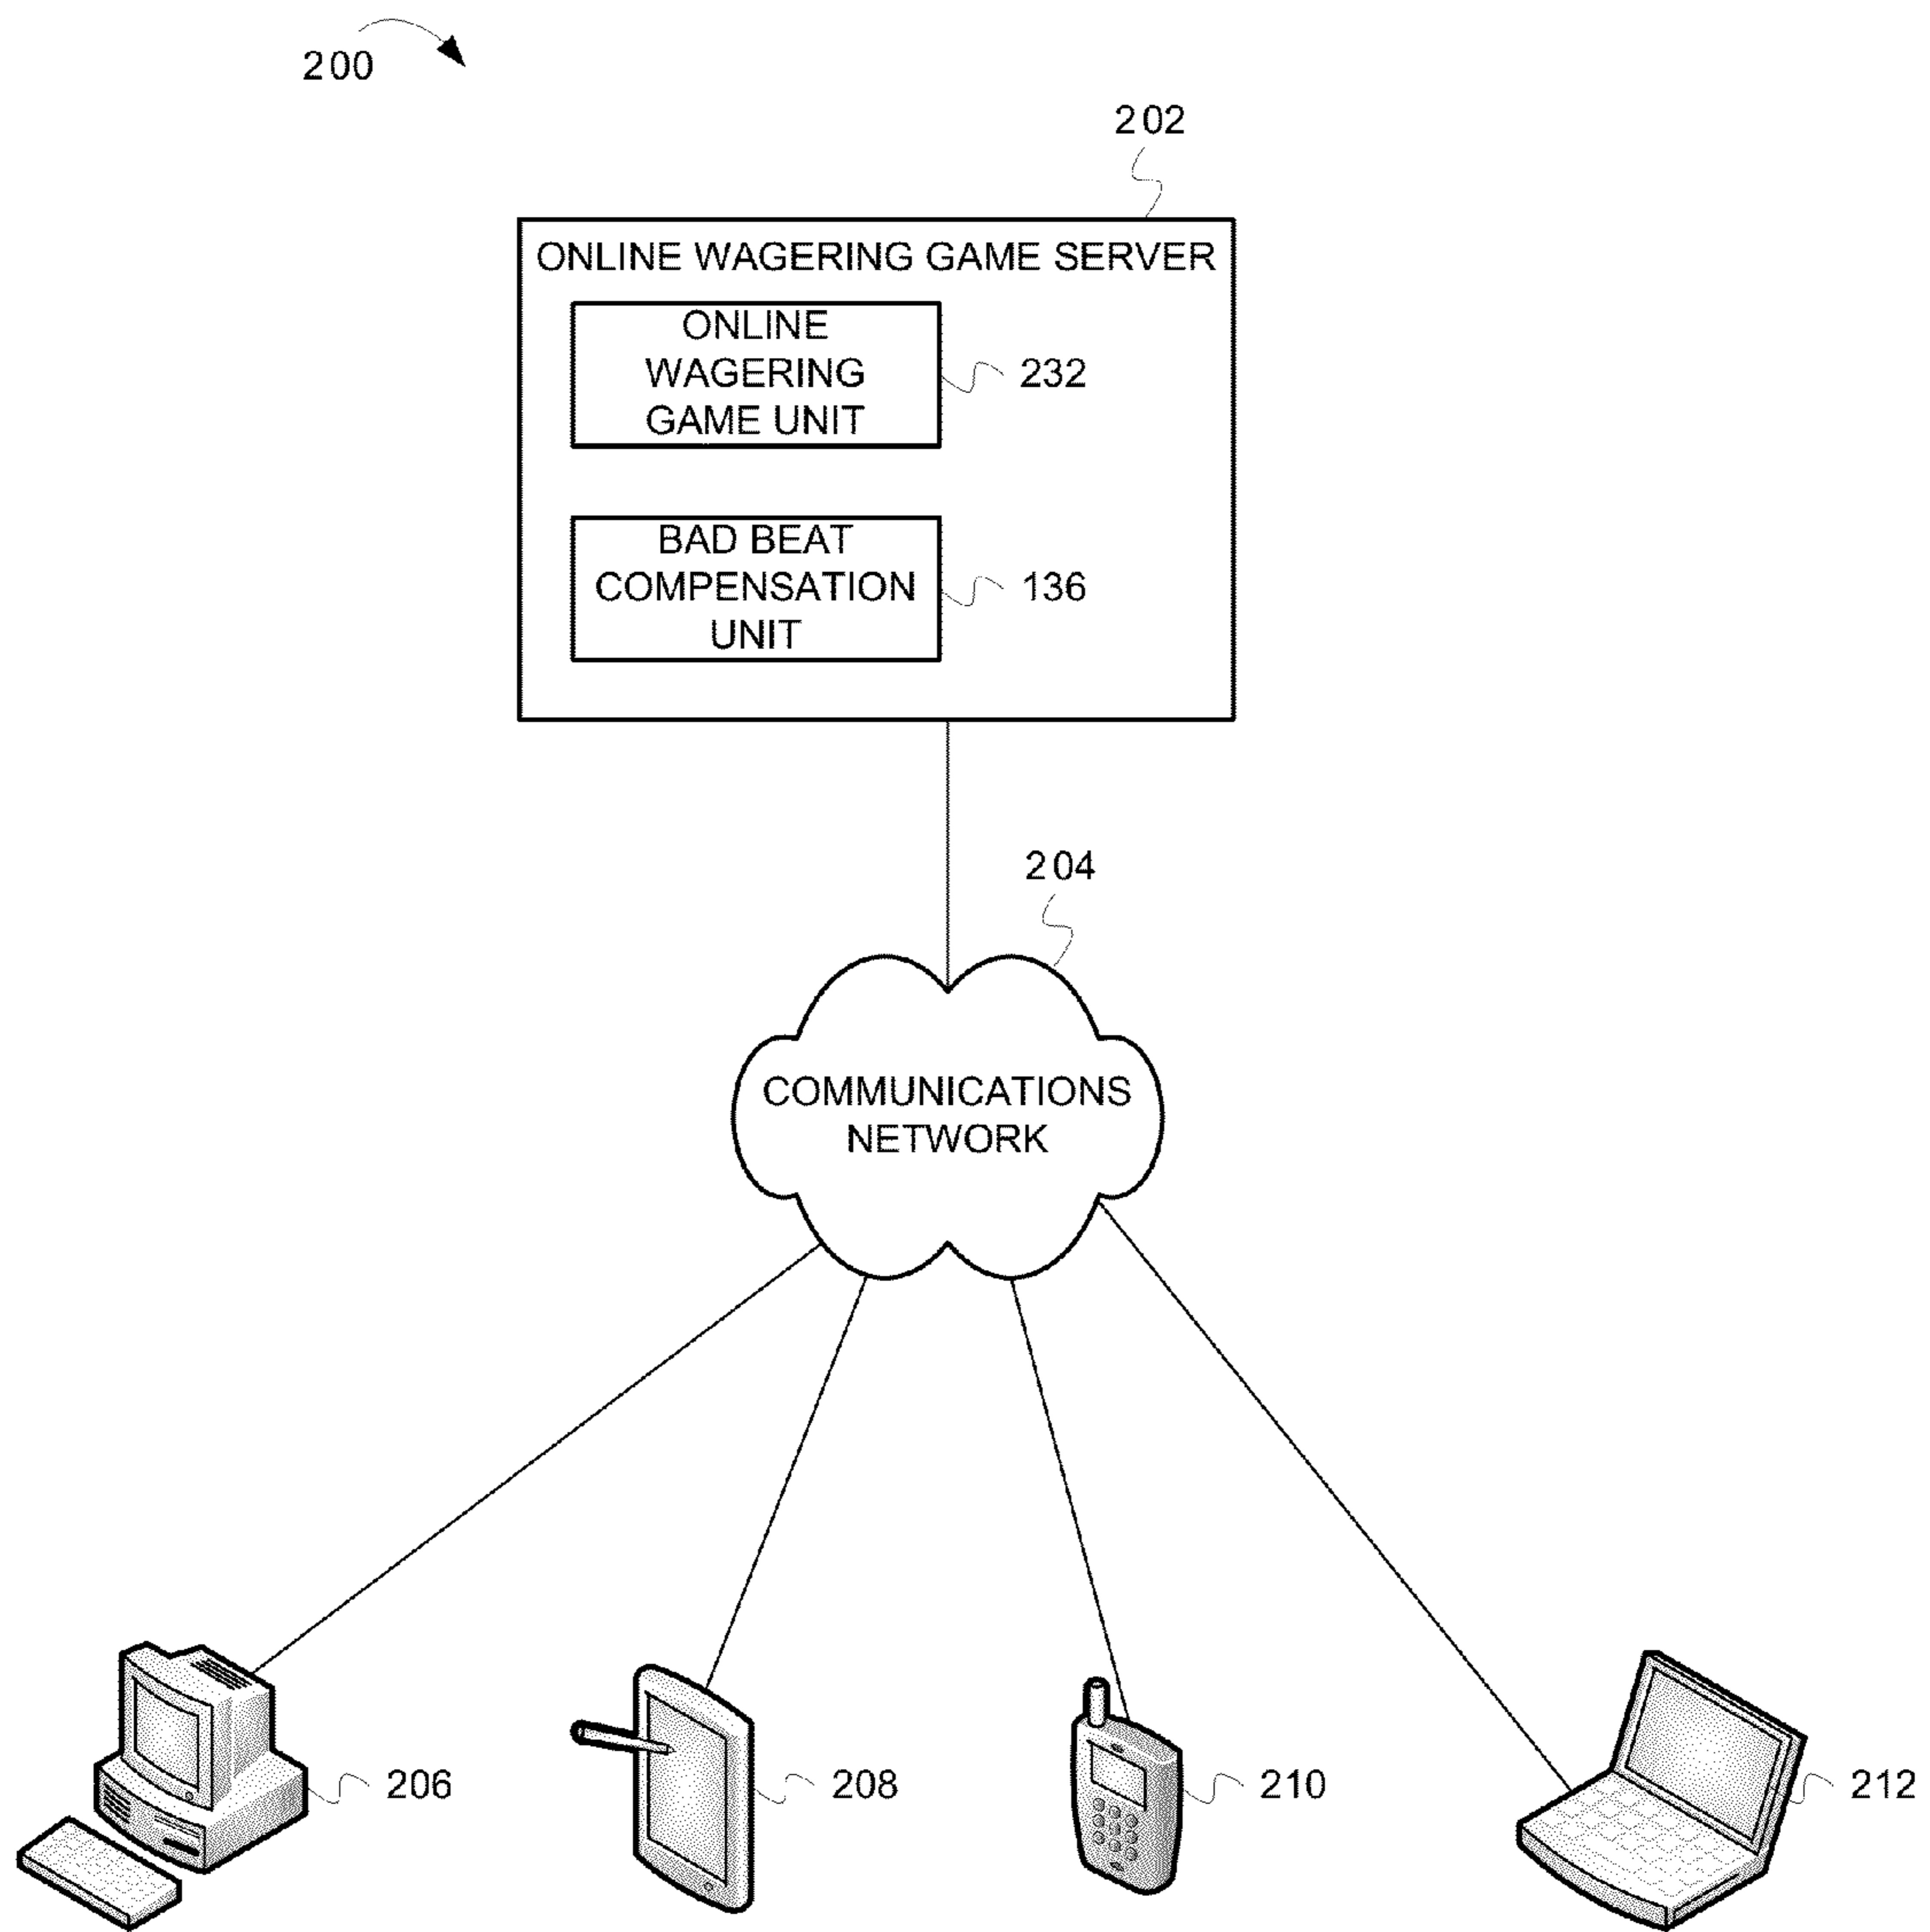 200
202
ONLINE WAGERING GAME SERVER
ONLINE
WAGERING
GAME UNIT
232
BAD BEAT
COMPENSATION
UNIT
136
204
COMMUNICATIONS
NETWORK
206
208
210
212